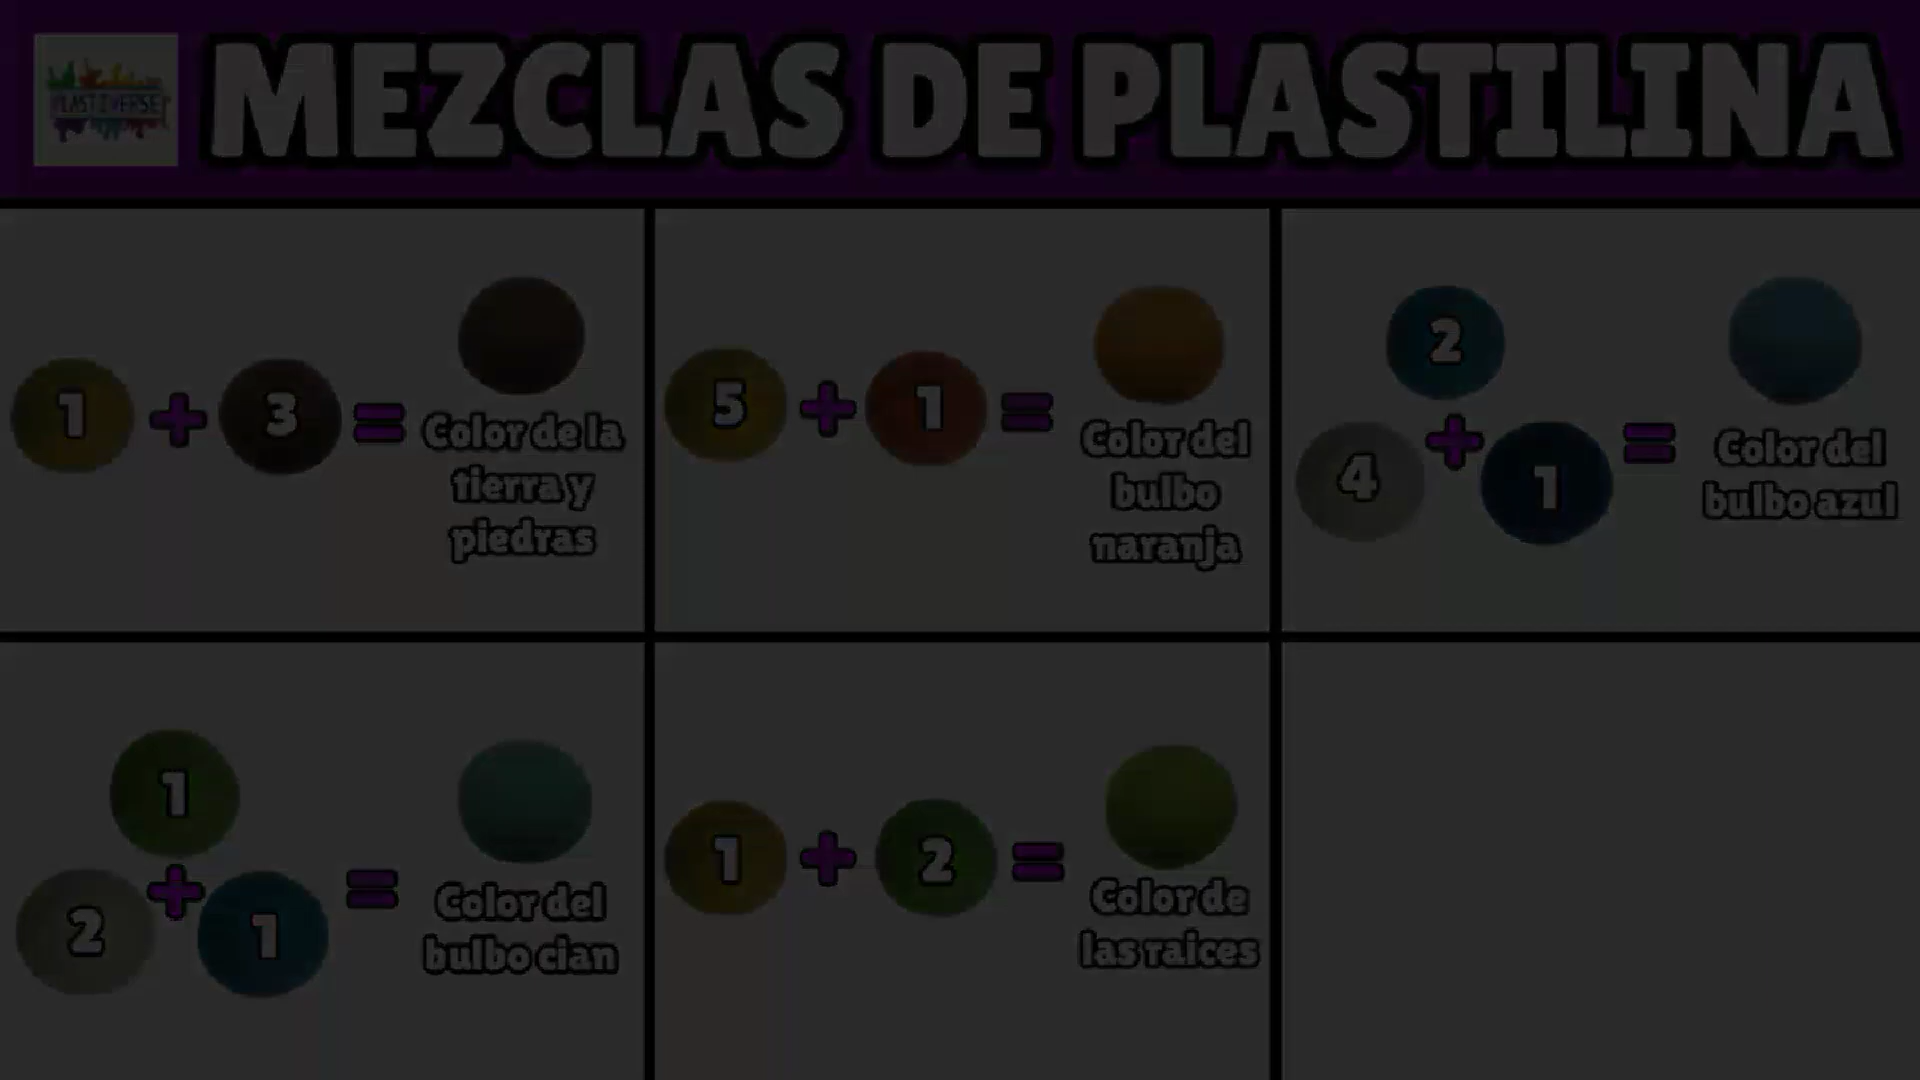 PLASTIVERSE
MEZCLAS DE PLASTILINA
1 + 3 =
Color de la
tierra y
piedras
5 + 1 =
Color del
bulbo
naranja
2
4 + 1 =
Color del
bulbo azul
1
2 + 1 =
Color del
bulbo cian
1 + 2 =
Color de
las raices